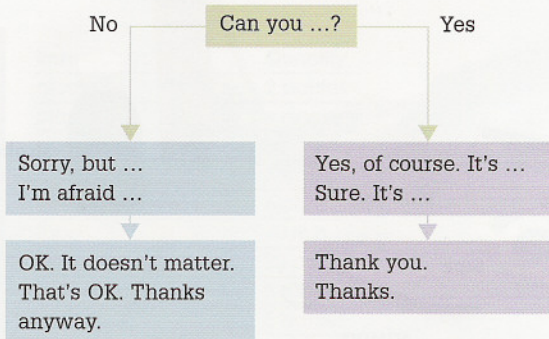 No
Can you ...?
Yes
Sorry, but ...
I'm afraid ...
Yes, of course. It's ...
Sure. It's ...
OK. It doesn't matter.
That's OK. Thanks
anyway.
Thank you.
Thanks.